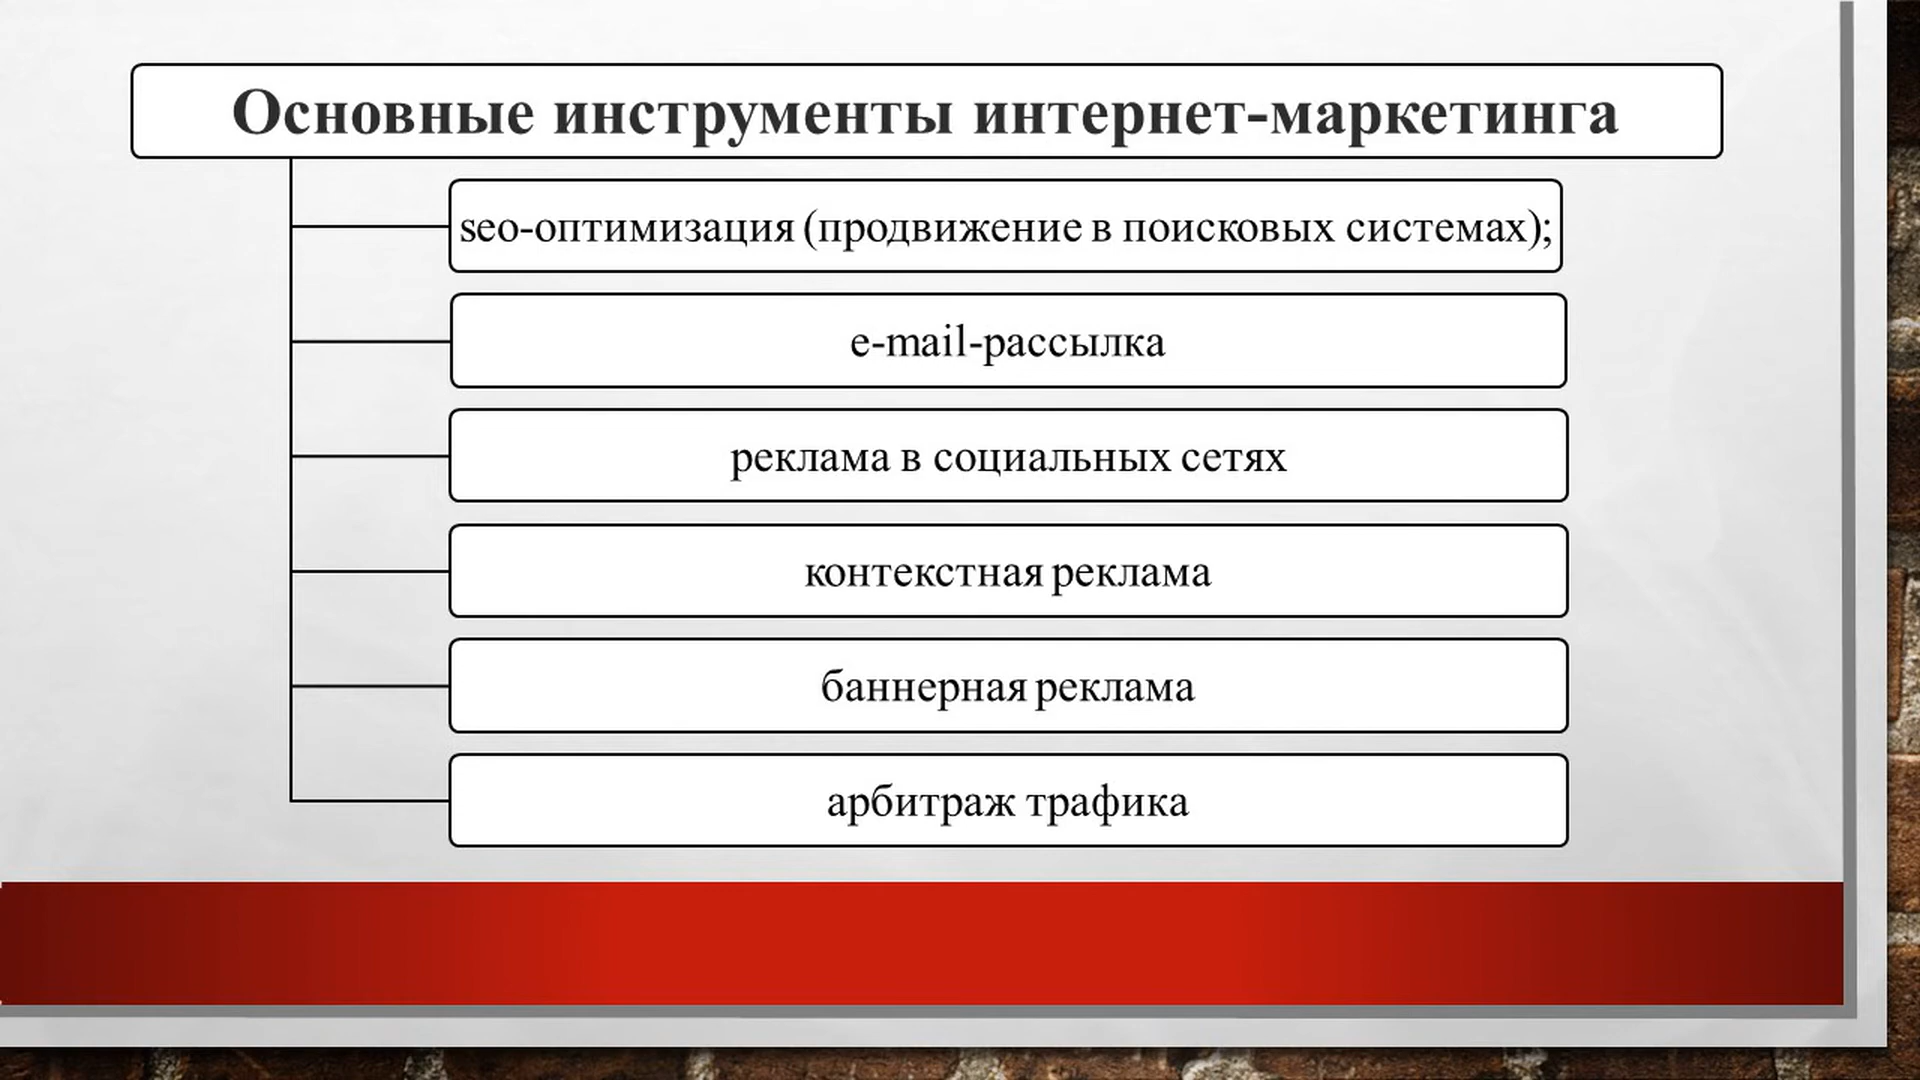 Основные инструменты интернет-маркетинга
seo-оптимизация (продвижение в поисковых системах);
e-mail-рассылка
реклама в социальных сетях
контекстная реклама
баннерная реклама
арбитраж трафика